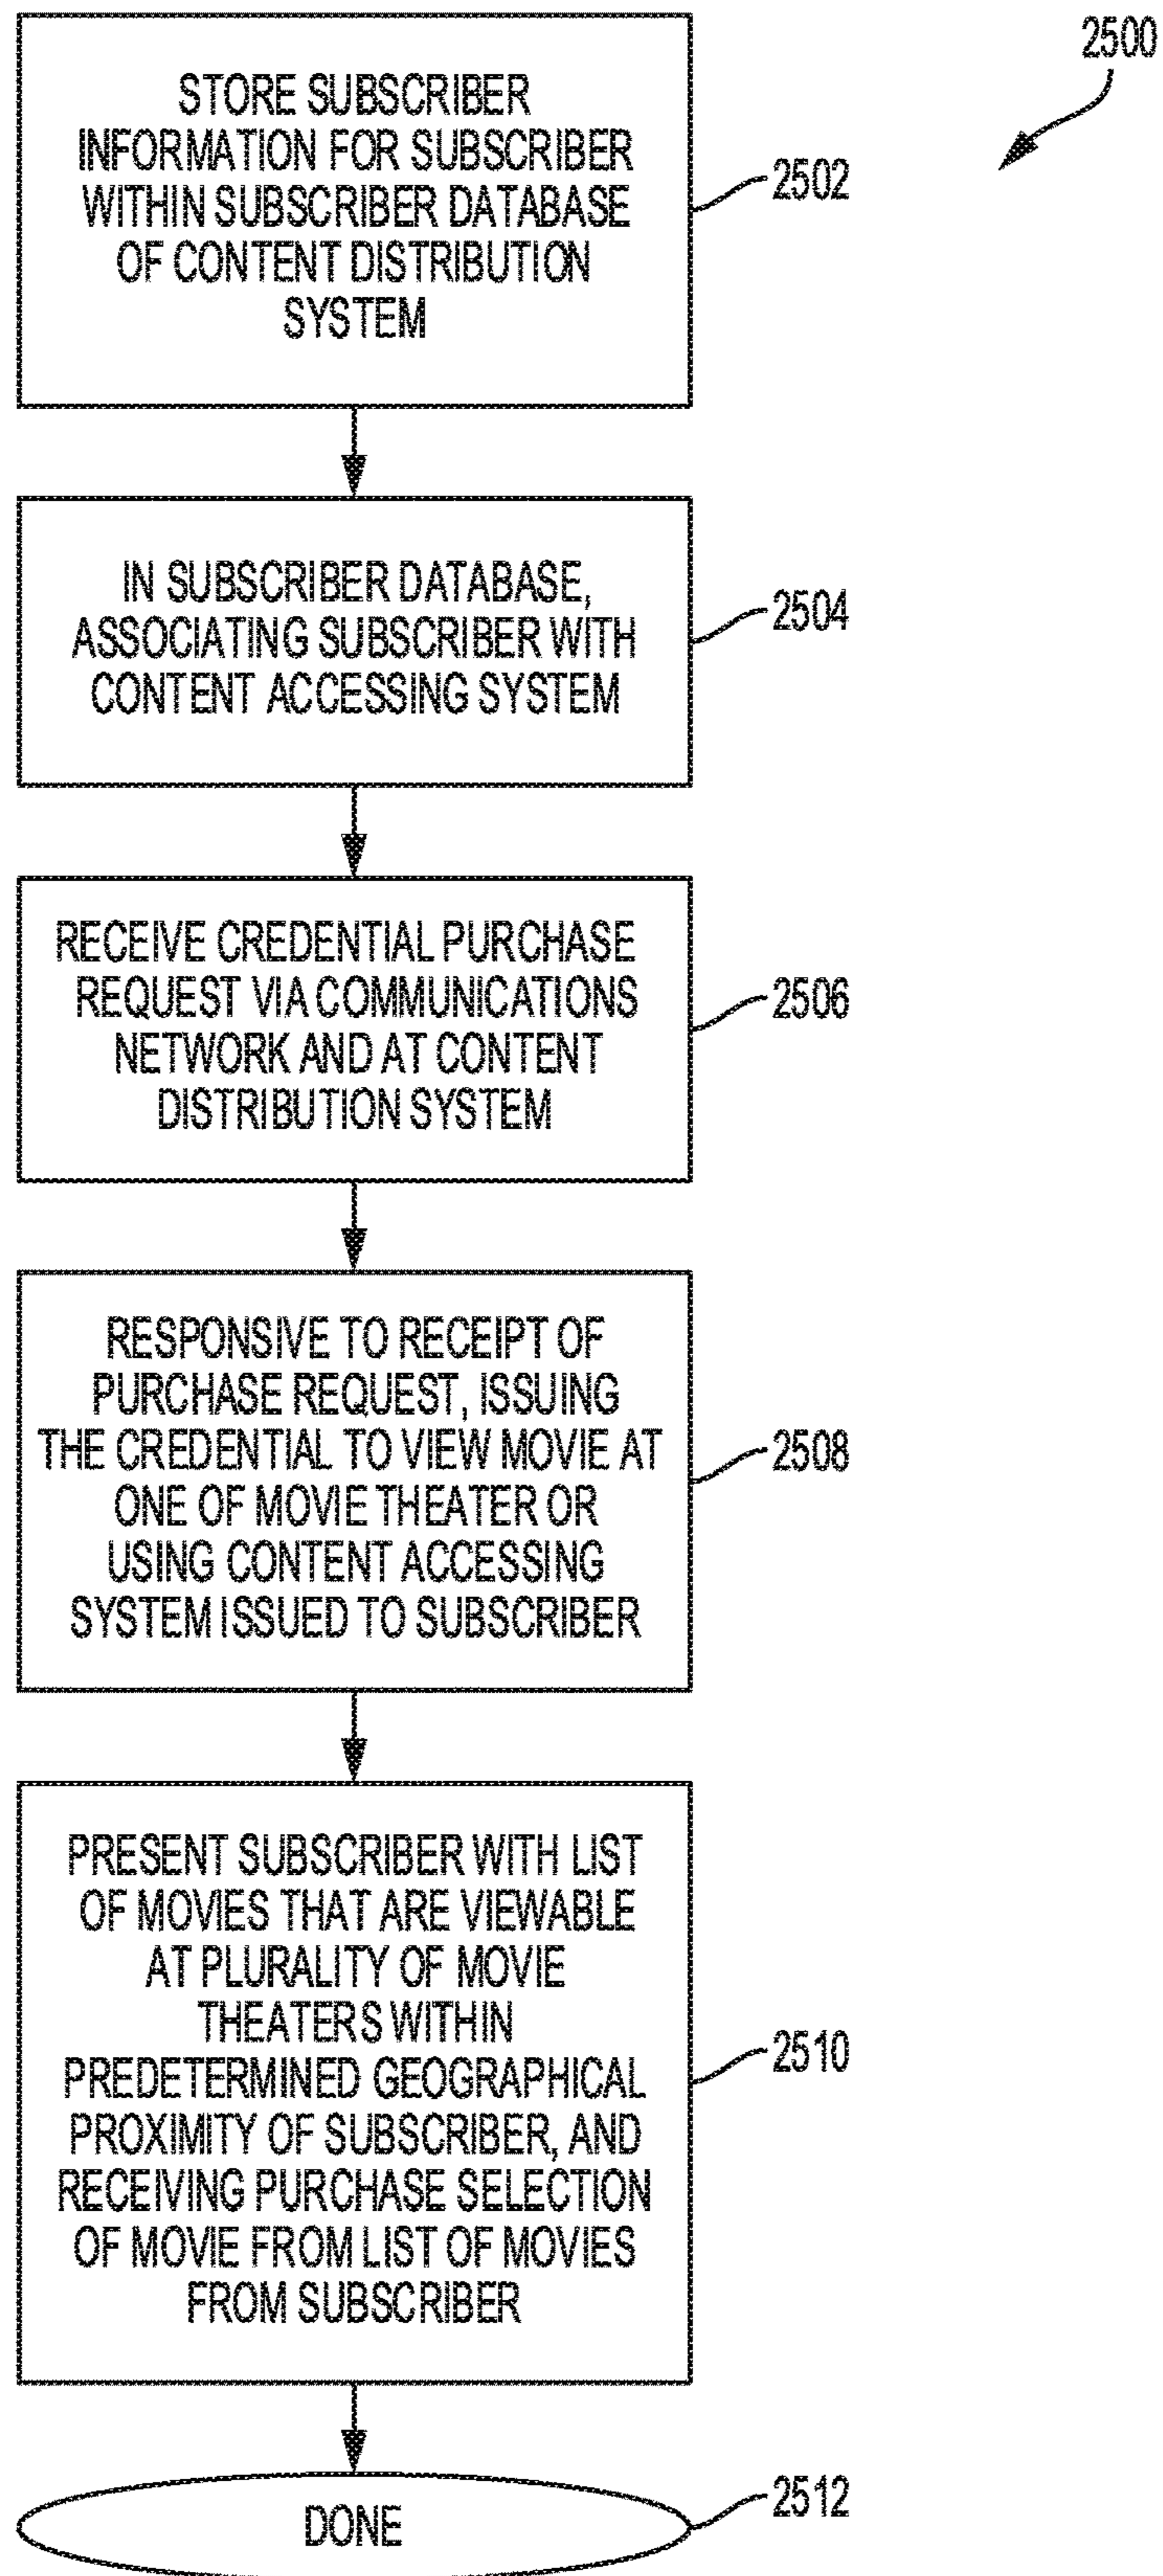 2500
STORE SUBSCRIBER
INFORMATION FOR SUBSCRIBER
WITHIN SUBSCRIBER DATABASE
OF CONTENT DISTRIBUTION
SYSTEM
2502
IN SUBSCRIBER DATABASE,
ASSOCIATING SUBSCRIBER WITH
CONTENT ACCESSING SYSTEM
2504
RECEIVE CREDENTIAL PURCHASE
REQUEST VIA COMMUNICATIONS
NETWORK AND AT CONTENT
DISTRIBUTION SYSTEM
2506
RESPONSIVE TO RECEIPT OF
PURCHASE REQUEST, ISSUING
THE CREDENTIAL TO VIEW MOVIE AT
ONE OF MOVIE THEATER OR
USING CONTENT ACCESSING
SYSTEM ISSUED TO SUBSCRIBER
2508
PRESENT SUBSCRIBER WITH LIST
OF MOVIES THAT ARE VIEWABLE
AT PLURALITY OF MOVIE
THEATERS WITHIN
PREDETERMINED GEOGRAPHICAL
PROXIMITY OF SUBSCRIBER, AND
RECEIVING PURCHASE SELECTION
OF MOVIE FROM LIST OF MOVIES
FROM SUBSCRIBER
2510
DONE
2512